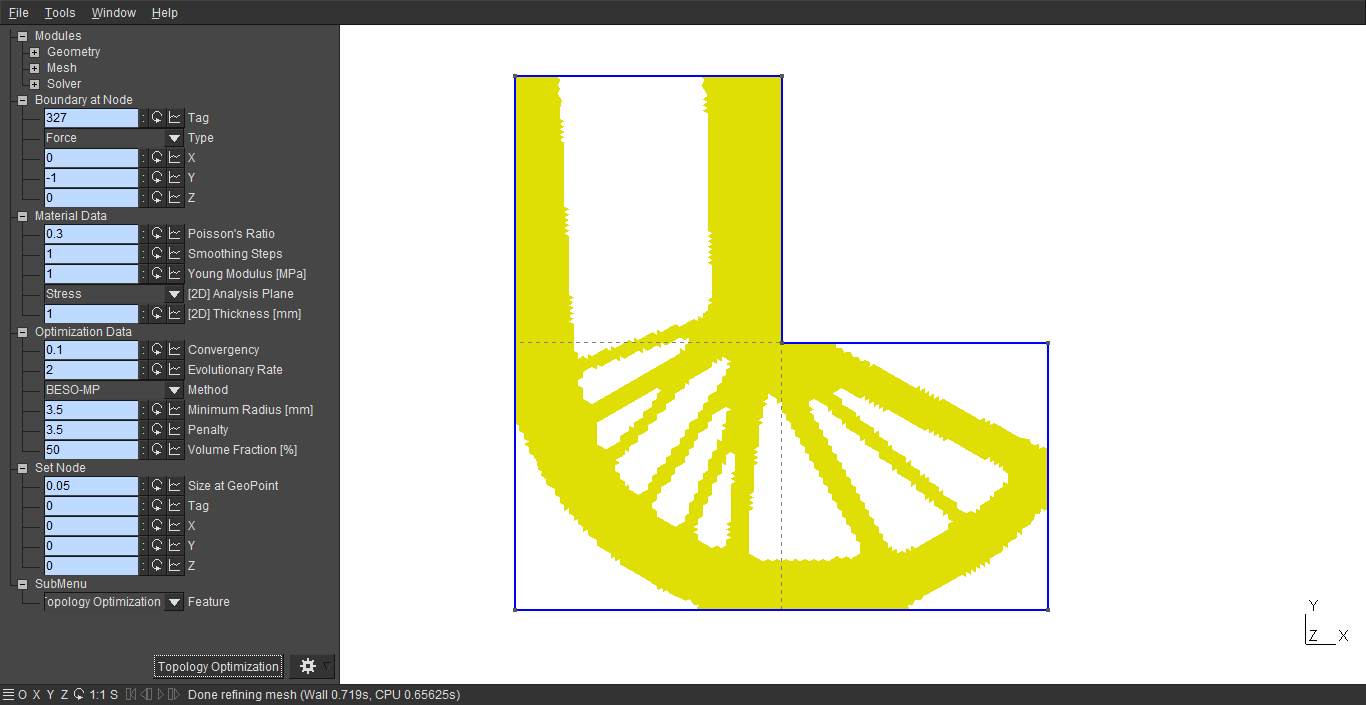 File Tools Window Help
Modules
Geometry
Mesh
Solver
Boundary at Node
327 : Tag
Force Type
0 : X
-1 : Y
0 : Z
Material Data
0.3 : Poisson's Ratio
1 : Smoothing Steps
1 : Young Modulus [MPa]
Stress [2D] Analysis Plane
1 : [2D] Thickness [mm]
Optimization Data
0.1 : Convergency
2 : Evolutionary Rate
BESO-MP Method
3.5 : Minimum Radius [mm]
3.5 : Penalty
50 : Volume Fraction [%]
Set Node
0.05 : Size at GeoPoint
0 : Tag
0 : X
0 : Y
0 : Z
SubMenu
opology Optimization Feature
Y
Z X
Topology Optimization
O X Y Z 1:1 S Done refining mesh (Wall 0.719s, CPU 0.65625s)